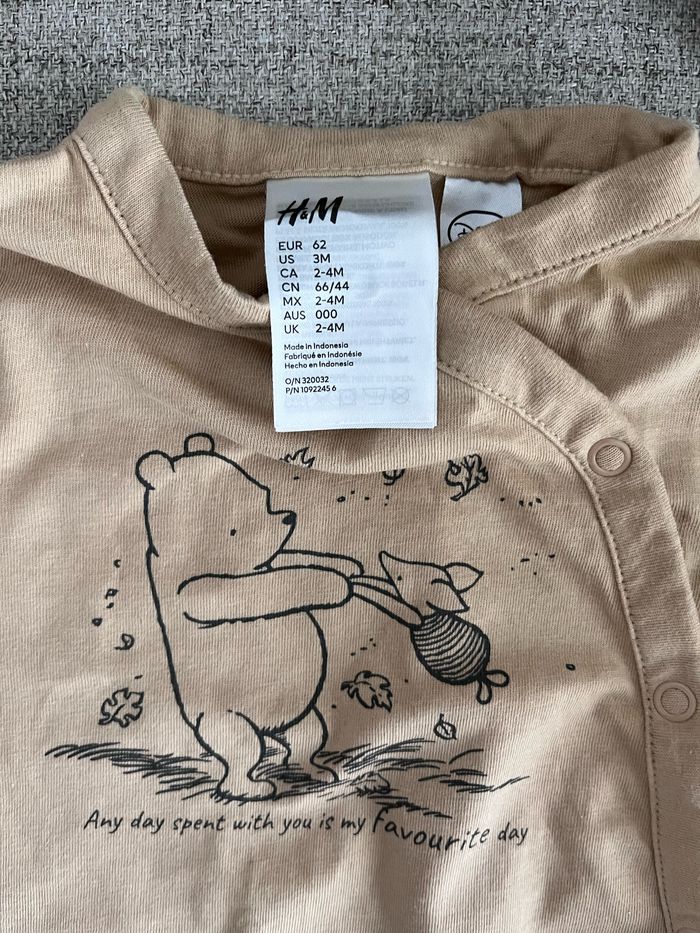 H&M
EUR 62
US 3M
CA 2-4M
CN 66/44
MX 2-4M
AUS 000
UK 2-4M
Made in Indonesia
Fabriqué en Indonésie
Hecho en Indonesia
O/N 320032
P/N 1092245 6
Any day spent with you is my favourite day